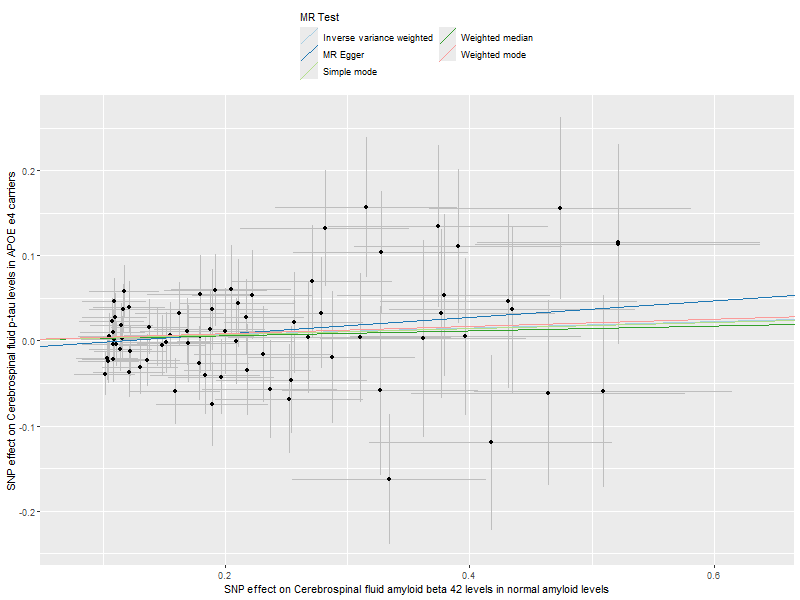 MR Test
Inverse variance weighted
Weighted median
MR Egger
Weighted mode
Simple mode
SNP effect on Cerebrospinal fluid p-tau levels in APOE e4 carriers
0.2
0.1
0.0
-0.1
-0.2
0.2
0.4
0.6
SNP effect on Cerebrospinal fluid amyloid beta 42 levels in normal amyloid levels